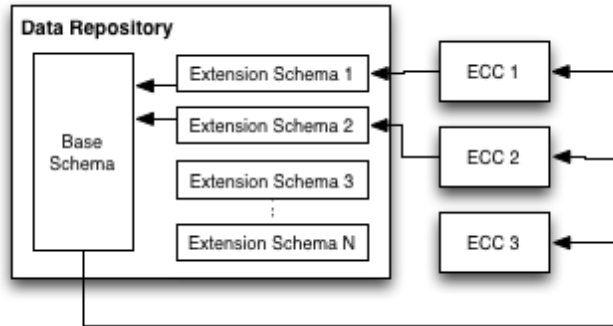 Data Repository
Base
Schema
Extension Schema 1
Extension Schema 2
Extension Schema 3
Extension Schema N
ECC 1
ECC 2
ECC 3